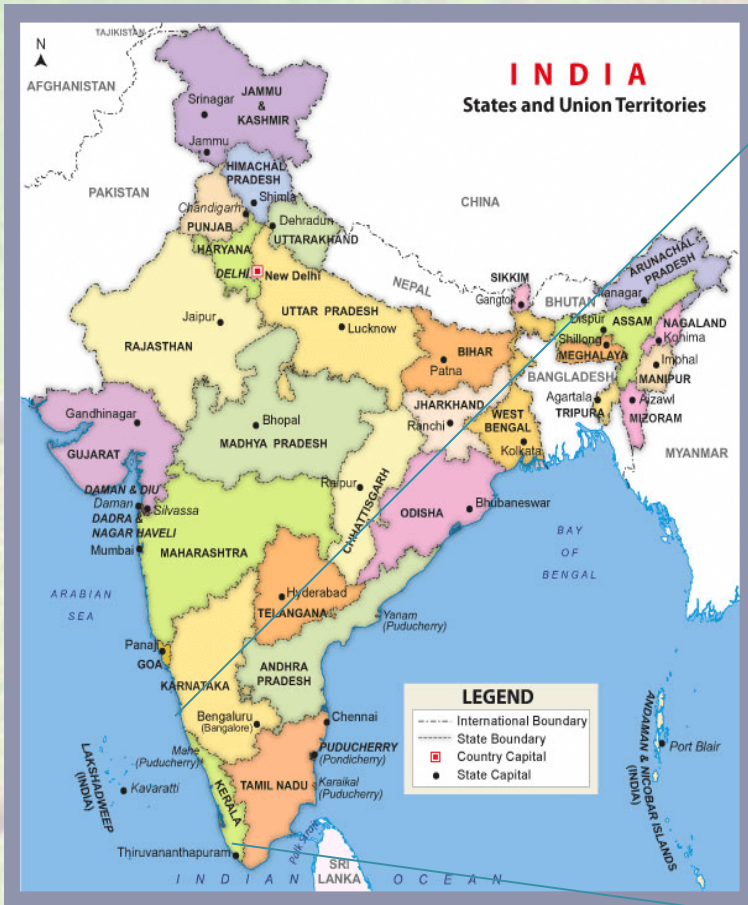 TAJIKISTAN
N
AFGHANISTAN
INDIA
States and Union Territories
Srinagar
JAMMU
&
KASHMIR
Jammu
PAKISTAN
HIMACHAL
PRADESH
Shimla
CHINA
Chandigarh
PUNJAB
Dehradun
UTTARAKHAND
HARYANA
DELHI
New Delhi
NEPAL
SIKKIM
Gangtok
BHUTAN
ARUNACHAL
PRADESH
Itanagar
Jaipur
RAJASTHAN
UTTAR PRADESH
Lucknow
Dispur
ASSAM
NAGALAND
Shillong
Kohima
MEGHALAYA
BIHAR
Patna
Imphal
MANIPUR
BANGLADESH
Gandhinagar
GUJARAT
Bhopal
MADHYA PRADESH
JHARKHAND
Ranchi
WEST
BENGAL
Kolkata
Agartala
TRIPURA
Aizawl
MIZORAM
MYANMAR
DAMAN & DIU
Daman
Silvassa
DADRA &
NAGAR HAVELI
Mumbai
MAHARASHTRA
Raipur
CHHATTISGARH
ODISHA
Bhubaneswar
BAY
OF
BENGAL
ARABIAN
SEA
Hyderabad
TELANGANA
Yanam
(Puducherry)
Panaji
GOA
KARNATAKA
ANDHRA
PRADESH
Bengaluru
(Bangalore)
Chennai
LEGEND
International Boundary
State Boundary
Country Capital
State Capital
Mahe
(Puducherry)
PUDUCHERRY
(Pondicherry)
LAKSHADWEEP
(INDIA)
Kavaratti
KERALA
TAMIL NADU
Karaikal
(Puducherry)
Port Blair
ANDAMAN & NICOBAR ISLANDS
(INDIA)
Thiruvananthapuram
Palk Strait
SRI
LANKA
INDIAN OCEAN